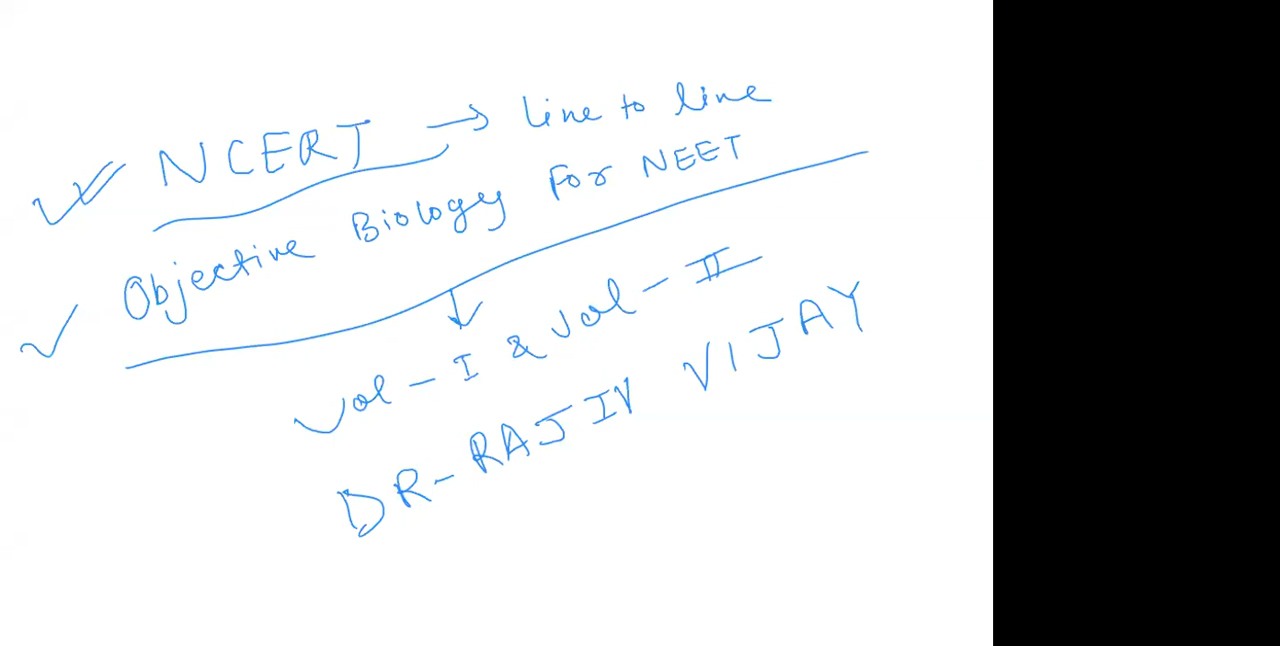 NCERT → Line to line
Objective Biology For NEET
Vol - I & Vol - II
DR - RAJIV VIJAY